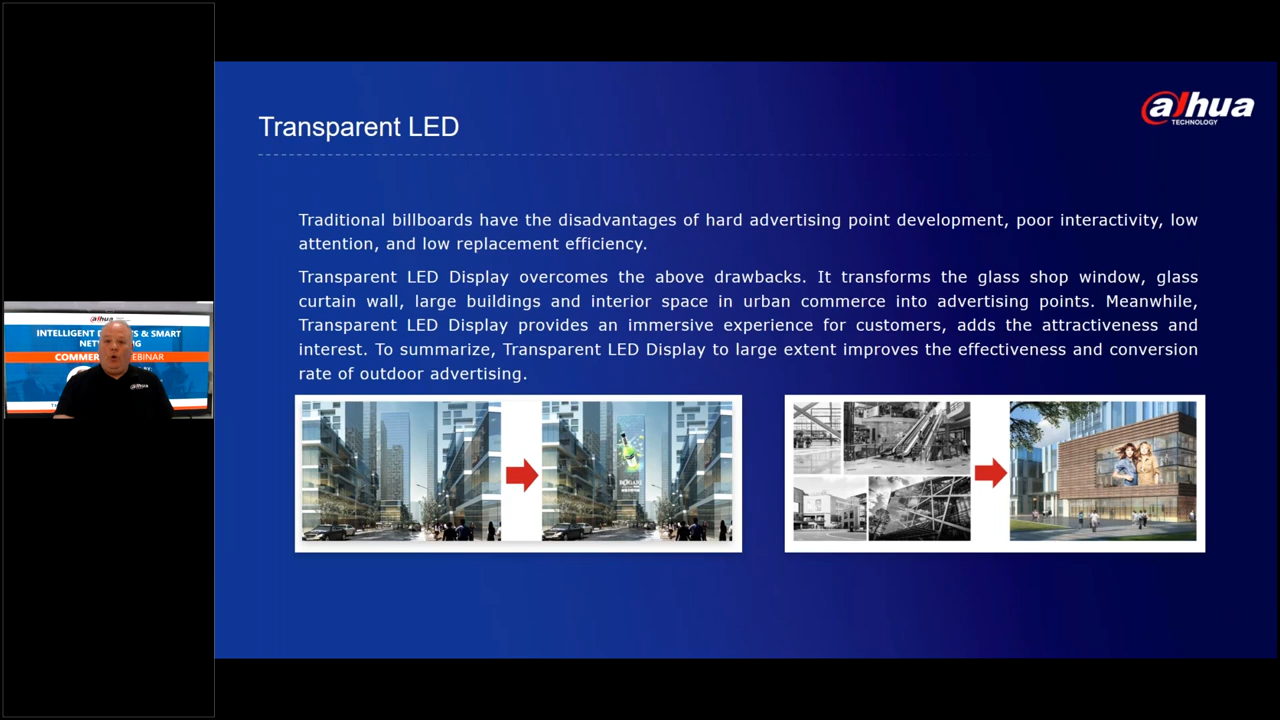 Transparent LED
alhua
TECHNOLOGY
Traditional billboards have the disadvantages of hard advertising point development, poor interactivity, low
attention, and low replacement efficiency.
Transparent LED Display overcomes the above drawbacks. It transforms the glass shop window, glass
curtain wall, large buildings and interior space in urban commerce into advertising points. Meanwhile,
Transparent LED Display provides an immersive experience for customers, adds the attractiveness and
interest. To summarize, Transparent LED Display to large extent improves the effectiveness and conversion
rate of outdoor advertising.
alhua
INTELLIGENT & SMART
COMMER EBINAR